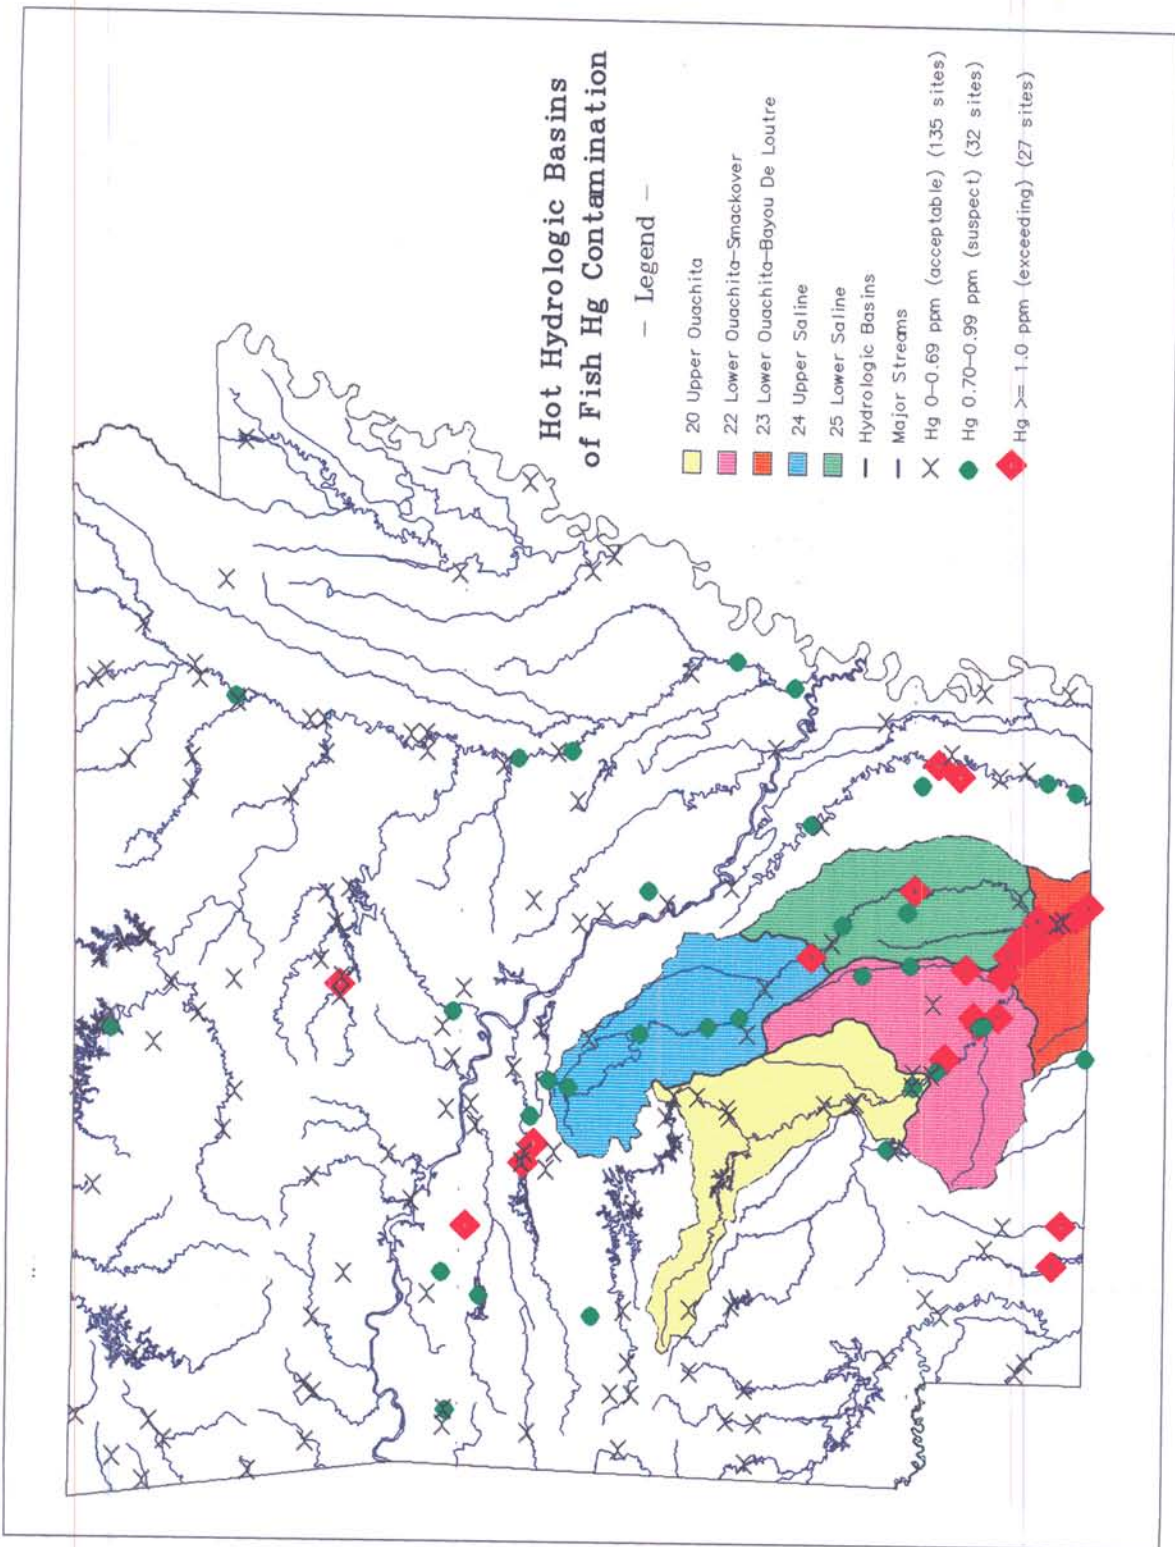 Hot Hydrologic Basins
of Fish Hg Contamination
- Legend -
20 Upper Ouachita
22 Lower Ouachita-Smackover
23 Lower Ouachita-Bayou De Loutre
24 Upper Saline
25 Lower Saline
Hydrologic Basins
Major Streams
Hg 0-0.69 ppm (acceptable) (135 sites)
Hg 0.70-0.99 ppm (suspect) (32 sites)
Hg >= 1.0 ppm (exceeding) (27 sites)